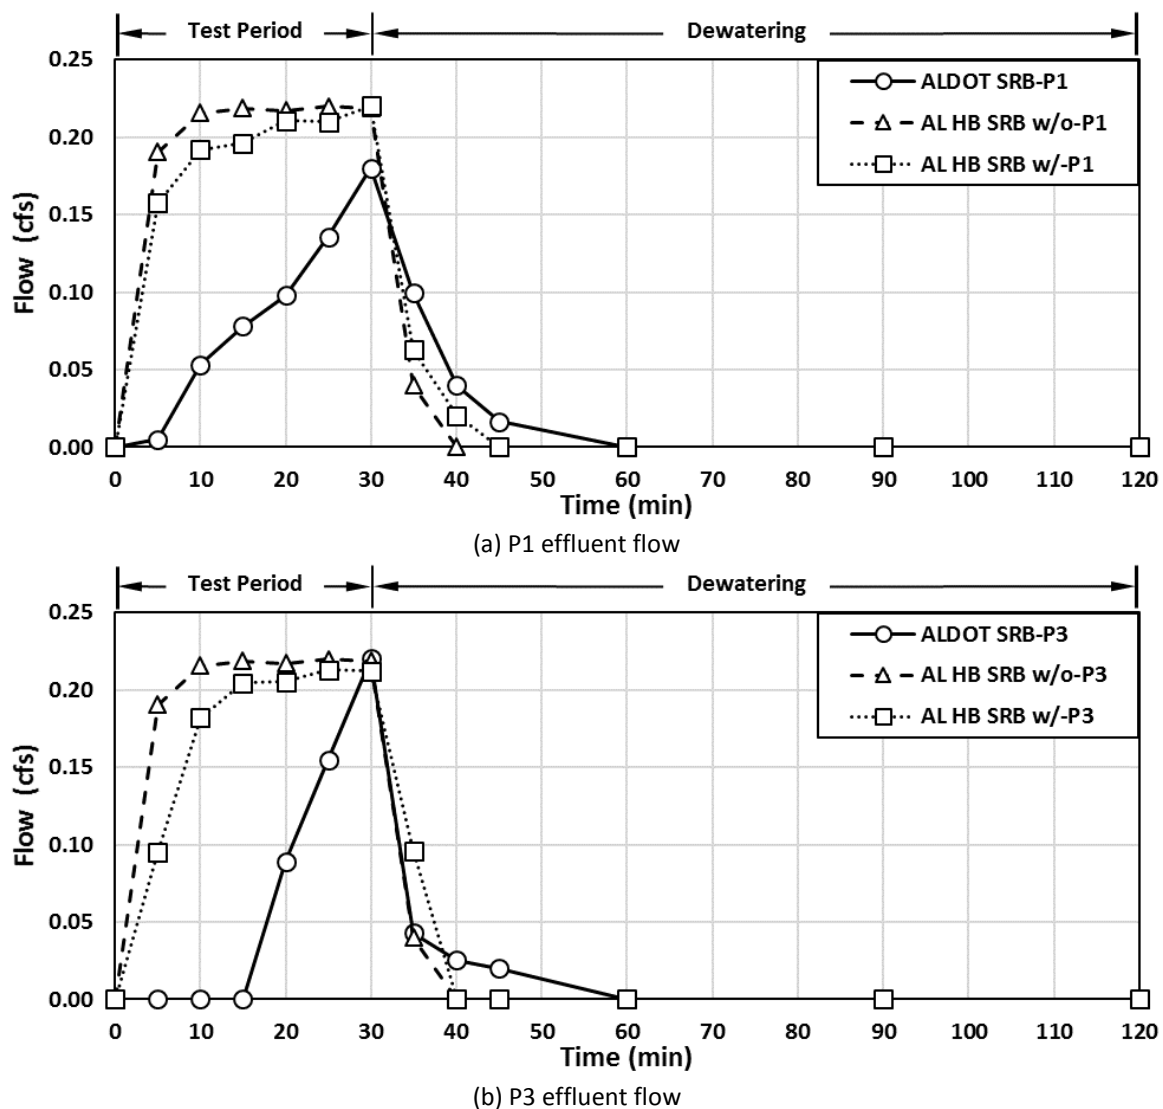 Test Period Dewatering
0.25
0.20
0.15
0.10
0.05
0.00
Flow (cfs)
ALDOT SRB-P1
AL HB SRB w/o-P1
AL HB SRB w/-P1
0 10 20 30 40 50 60 70 80 90 100 110 120
Time (min)
(a) P1 effluent flow
Test Period Dewatering
0.25
0.20
0.15
0.10
0.05
0.00
Flow (cfs)
ALDOT SRB-P3
AL HB SRB w/o-P3
AL HB SRB w/-P3
0 10 20 30 40 50 60 70 80 90 100 110 120
Time (min)
(b) P3 effluent flow